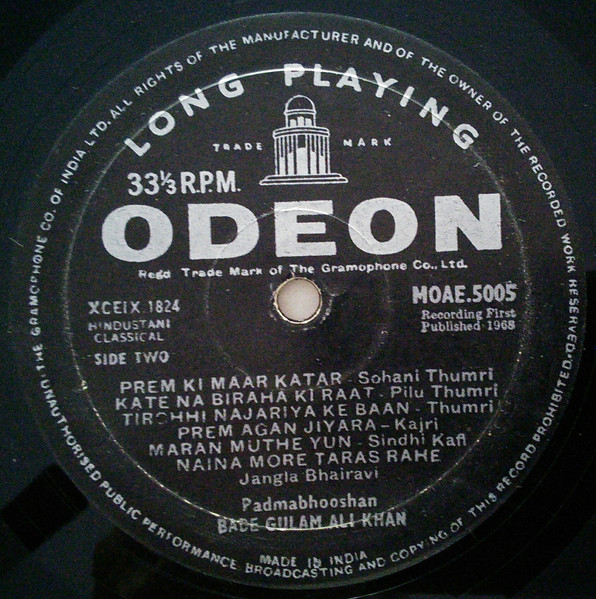 THE GRAMOPHONE CO. OF INDIA LTD. ALL RIGHTS OF THE MANUFACTURER AND OF THE OWNER OF THE RECORDED WORK RESERVED.
LONG PLAYING
TRADE MARK
33⅓ R.P.M.
ODEON
Regd Trade Mark of The Gramophone Co., Ltd.
XCEiX.1824
MOAE.5005
HINDUSTANI
CLASSICAL
Recording First
Published 1968
SIDE TWO
PREM KI MAAR KATAR - Sohani Thumri
KATE NA BIRAHA KI RAAT - Pilu Thumri
TIRCHHI NAJARIYA KE BAAN - Thumri
PREM AGAN JIYARA - Kajri
MARAN MUTHE YUN - Sindhi Kafi
NAINA MORE TARAS RAHE
Jangla Bhairavi
Padmabhooshan
BADE GULAM ALI KHAN
MADE IN INDIA
UNAUTHORISED PUBLIC PERFORMANCE BROADCASTING AND COPYING OF THIS RECORD PROHIBITED.